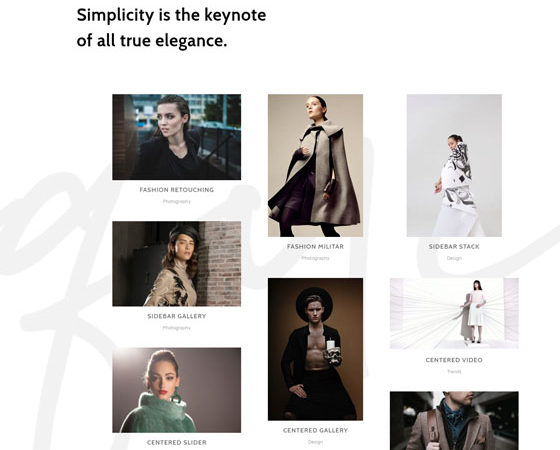 Simplicity is the keynote
of all true elegance.
FASHION RETOUCHING
Photography
SIDEBAR GALLERY
Photography
CENTERED SLIDER
FASHION MILITAR
Photography
CENTERED GALLERY
Design
SIDEBAR STACK
Design
CENTERED VIDEO
Trends